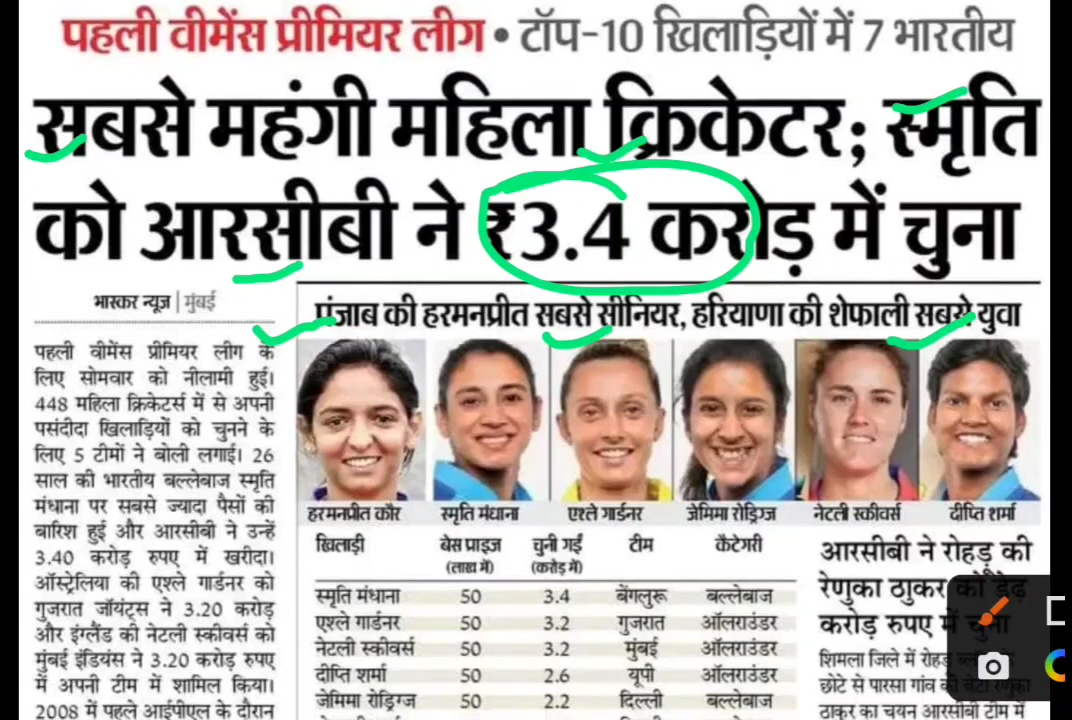 पहली वीमेंस प्रीमियर लीग • टॉप-10 खिलाड़ियों में 7 भारतीय
सबसे महंगी महिला क्रिकेटर; स्मृति
को आरसीबी ने ₹3.4 करोड़ में चुना
भास्कर न्यूज | मुंबई
पहली वीमेंस प्रीमियर लीग के
लिए सोमवार को नीलामी हुई।
448 महिला क्रिकेटर्स में से अपनी
पसंदीदा खिलाड़ियों को चुनने के
लिए 5 टीमों ने बोली लगाई। 26
साल की भारतीय बल्लेबाज स्मृति
मंधाना पर सबसे ज्यादा पैसों की
बारिश हुई और आरसीबी ने उन्हें
3.40 करोड़ रुपए में खरीदा।
ऑस्ट्रेलिया की एश्ले गार्डनर को
गुजरात जॉयंट्स ने 3.20 करोड़
और इंग्लैंड की नेटली स्कीवर्स को
मुंबई इंडियंस ने 3.20 करोड़ रुपए
में अपनी टीम में शामिल किया।
2008 में पहले आईपीएल के दौरान
पंजाब की हरमनप्रीत सबसे सीनियर, हरियाणा की शेफाली सबसे युवा
हरमनप्रीत कौर स्मृति मंधाना एश्ले गार्डनर जेमिमा रोड्रिग्ज नेटली स्कीवर्स दीप्ति शर्मा
खिलाड़ी बेस प्राइज चुनी गईं टीम कैटेगरी
(लाख में) (करोड़ में)
स्मृति मंधाना 50 3.4 बेंगलुरू बल्लेबाज
एश्ले गार्डनर 50 3.2 गुजरात ऑलराउंडर
नेटली स्कीवर्स 50 3.2 मुंबई ऑलराउंडर
दीप्ति शर्मा 50 2.6 यूपी ऑलराउंडर
जेमिमा रोड्रिग्ज 50 2.2 दिल्ली बल्लेबाज
आरसीबी ने रोहड़ू की
रेणुका ठाकुर को डेढ़
करोड़ रुपए में चुना
शिमला जिले में रोहड़ू
छोटे से पारसा गांव की बेटी रेणुका
ठाकुर का चयन आरसीबी टीम में